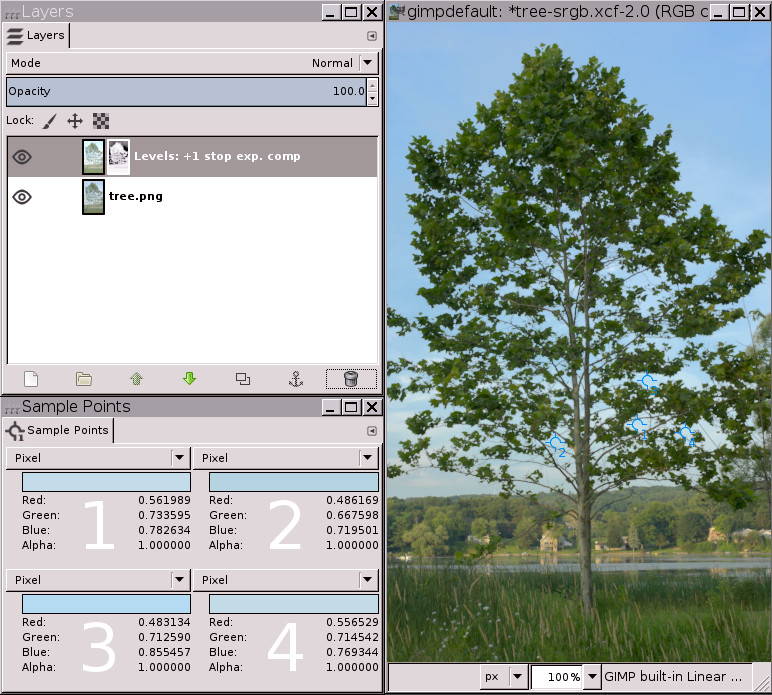 Layers
Layers
Mode Normal
Opacity 100.0
Lock:
Levels: +1 stop exp. comp
tree.png
Sample Points
Sample Points
Pixel Pixel
Red: 0.561989 Red: 0.486169
Green: 0.733595 Green: 0.667598
Blue: 0.782634 Blue: 0.719501
Alpha: 1.000000 Alpha: 1.000000
1 2
Pixel Pixel
Red: 0.483134 Red: 0.556529
Green: 0.712590 Green: 0.714542
Blue: 0.855457 Blue: 0.769344
Alpha: 1.000000 Alpha: 1.000000
3 4
gimpdefault: *tree-srgb.xcf-2.0 (RGB c
3
1
4
2
px 100% GIMP built-in Linear ...